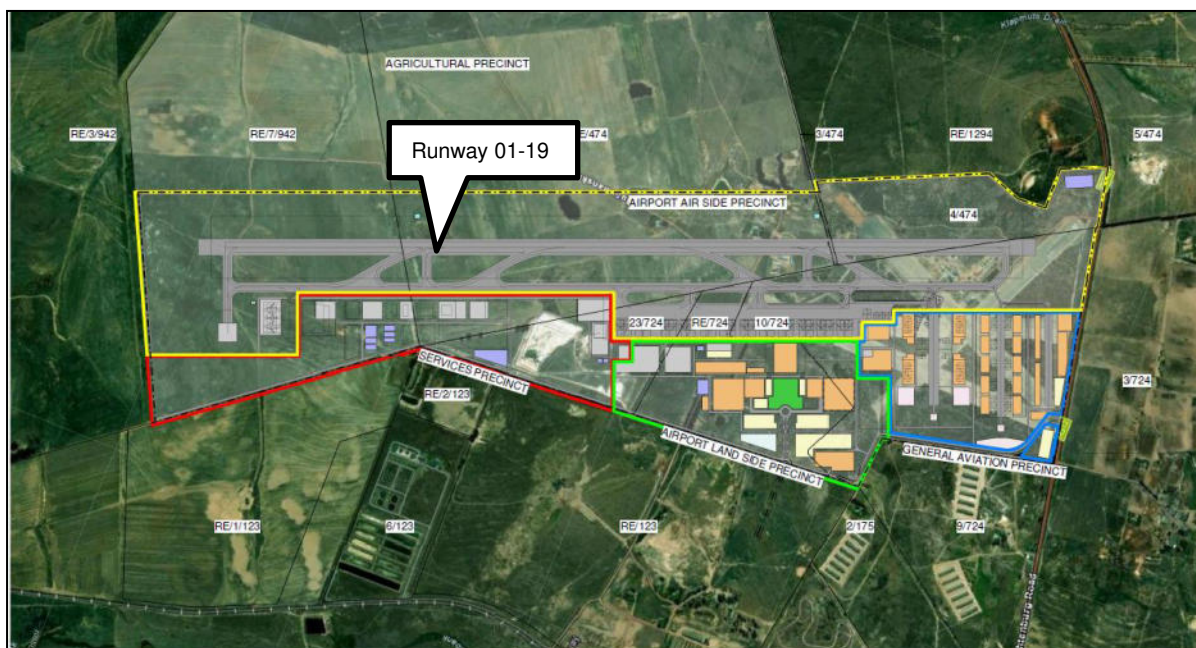 Klapmuts D
AGRICULTURAL PRECINCT
RE/3/942
RE/7/942
E/474
3/474
RE/1294
5/474
Runway 01-19
AIRPORT AIR SIDE PRECINCT
4/474
23/724
RE/724
10/724
SERVICES PRECINCT
RE/2/123
3/724
AIRPORT LAND SIDE PRECINCT
GENERAL AVIATION PRECINCT
RE/1/123
6/123
RE/123
2/175
9/724
Road